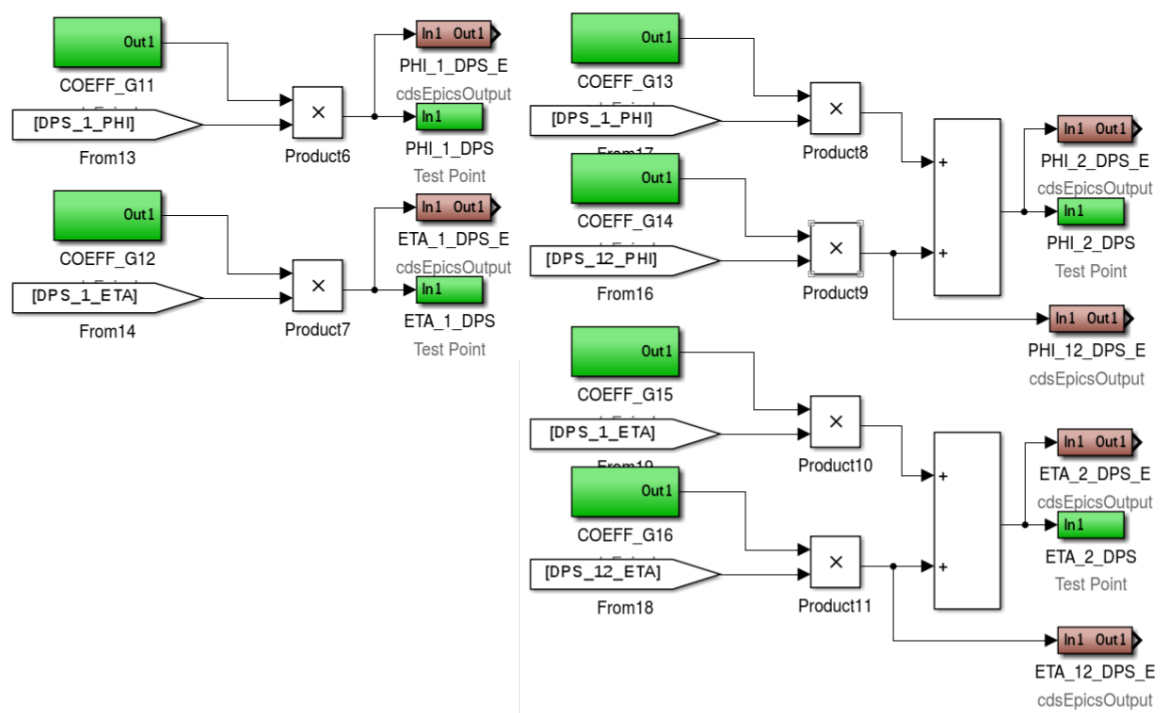 Out1
COEFF_G11
[DPS_1_PHI]
From13
×
Product6
In1 Out1
PHI_1_DPS_E
cdsEpicsOutput
In1
PHI_1_DPS
Test Point
Out1
COEFF_G12
[DPS_1_ETA]
From14
×
Product7
In1 Out1
ETA_1_DPS_E
cdsEpicsOutput
In1
ETA_1_DPS
Test Point
Out1
COEFF_G13
[DPS_1_PHI]
From17
×
Product8
Out1
COEFF_G14
[DPS_12_PHI]
From16
×
Product9
+
+
In1 Out1
PHI_2_DPS_E
cdsEpicsOutput
In1
PHI_2_DPS
Test Point
In1 Out1
PHI_12_DPS_E
cdsEpicsOutput
Out1
COEFF_G15
[DPS_1_ETA]
From19
×
Product10
Out1
COEFF_G16
[DPS_12_ETA]
From18
×
Product11
+
+
In1 Out1
ETA_2_DPS_E
cdsEpicsOutput
In1
ETA_2_DPS
Test Point
In1 Out1
ETA_12_DPS_E
cdsEpicsOutput